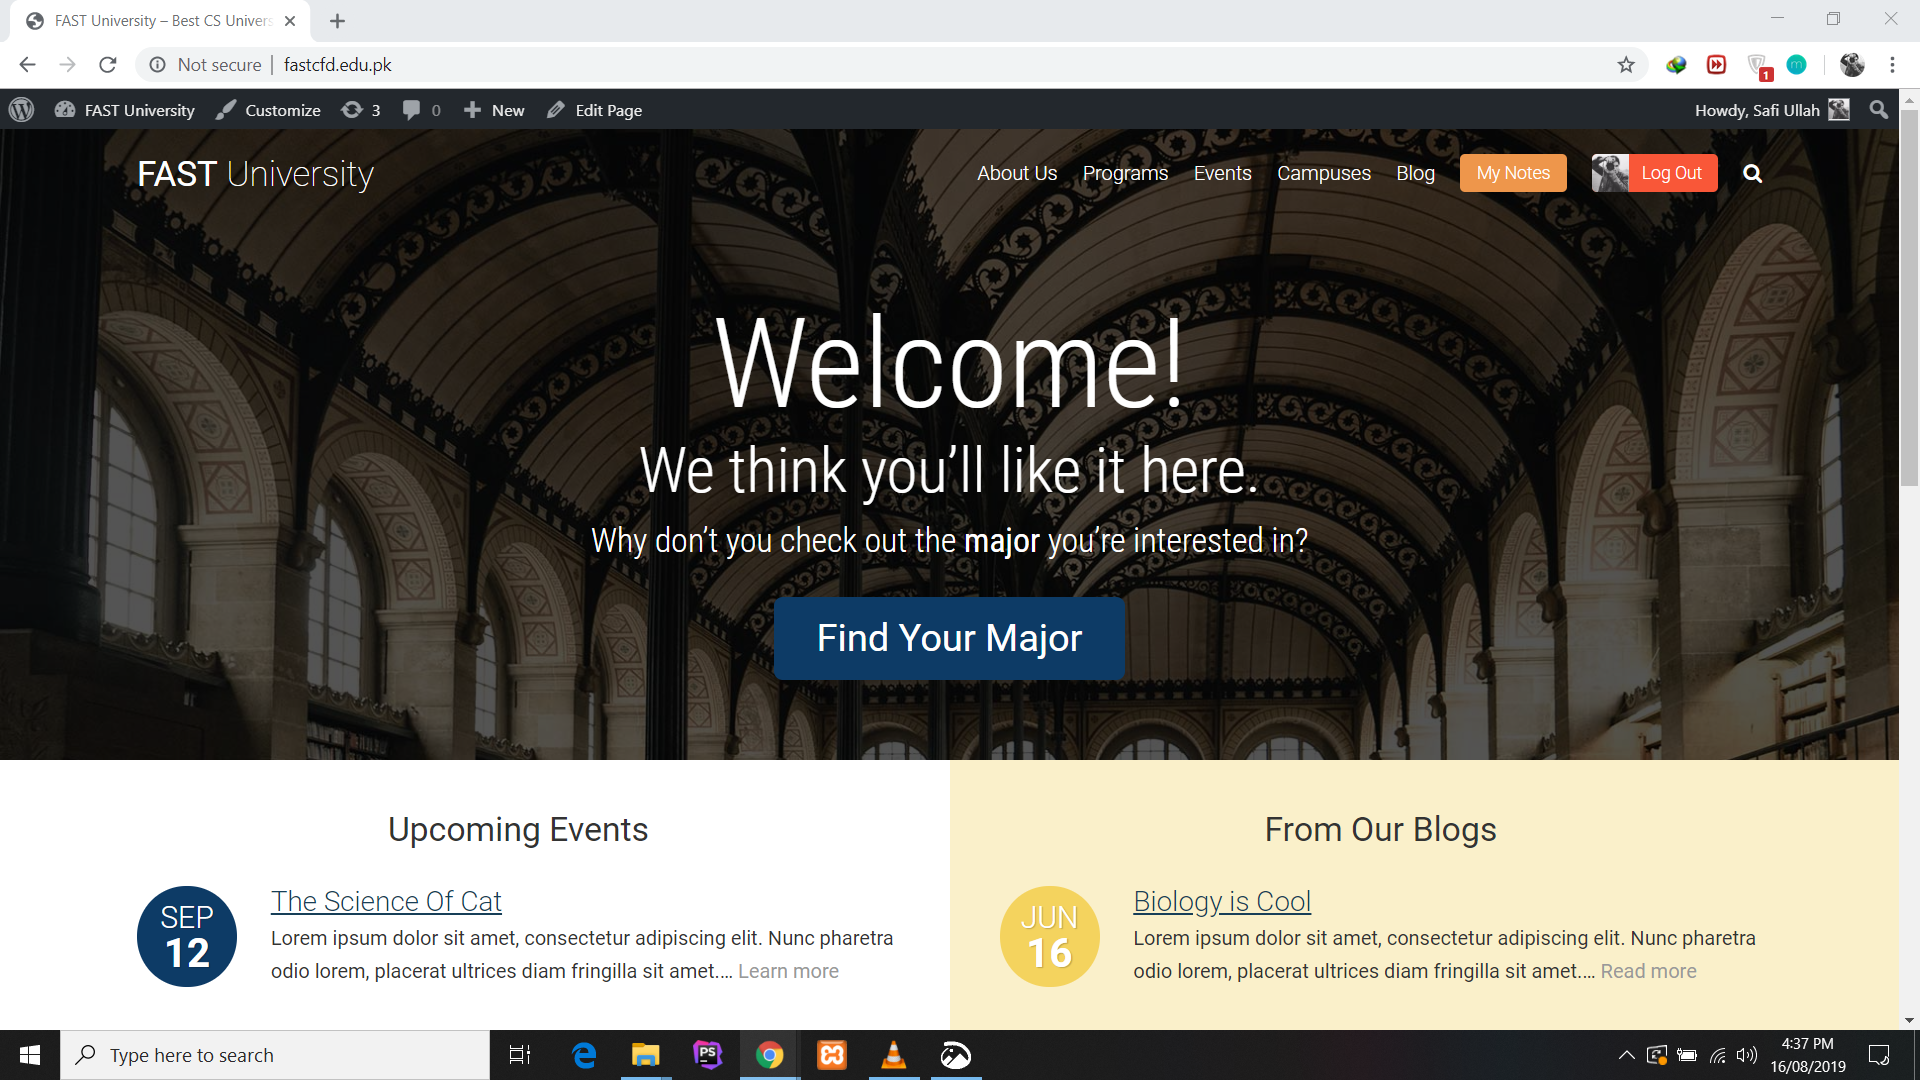 FAST University – Best CS Univers
Not secure | fastcfd.edu.pk
1
m
FAST University Customize 3 0 New Edit Page Howdy, Safi Ullah
FAST University About Us Programs Events Campuses Blog My Notes Log Out
Welcome!
We think you’ll like it here.
Why don’t you check out the major you’re interested in?
Find Your Major
Upcoming Events
SEP
12
The Science Of Cat
Lorem ipsum dolor sit amet, consectetur adipiscing elit. Nunc pharetra
odio lorem, placerat ultrices diam fringilla sit amet.… Learn more
From Our Blogs
JUN
16
Biology is Cool
Lorem ipsum dolor sit amet, consectetur adipiscing elit. Nunc pharetra
odio lorem, placerat ultrices diam fringilla sit amet.… Read more
Type here to search
PS
4:37 PM
16/08/2019